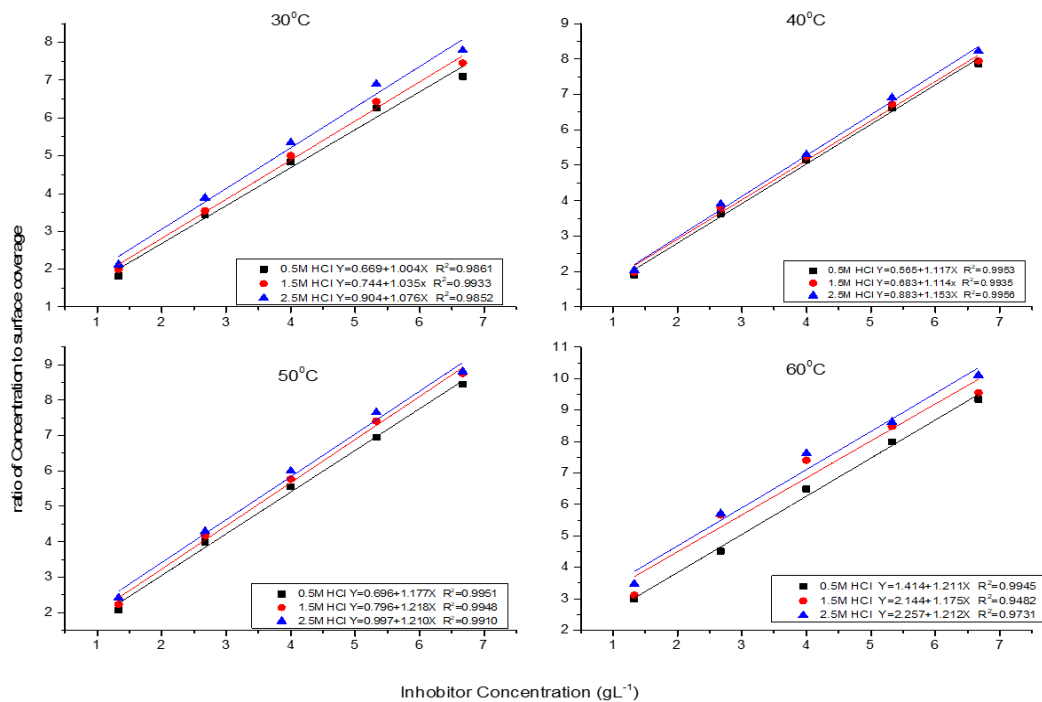 30⁰C
8
7
6
5
4
3
2
1
1 2 3 4 5 6 7
0.5M HCl Y=0.669+1.004X R²=0.9861
1.5M HCl Y=0.744+1.035x R²=0.9933
2.5M HCl Y=0.904+1.076X R²=0.9852
40⁰C
9
8
7
6
5
4
3
2
1
1 2 3 4 5 6 7
0.5M HCl Y=0.565+1.117X R²=0.9953
1.5M HCl Y=0.683+1.114x R²=0.9935
2.5M HCl Y=0.883+1.153X R²=0.9956
ratio of Concentration to surface coverage
50⁰C
9
8
7
6
5
4
3
2
1 2 3 4 5 6 7
0.5M HCl Y=0.696+1.177X R²=0.9951
1.5M HCl Y=0.796+1.218X R²=0.9948
2.5M HCl Y=0.997+1.210X R²=0.9910
60⁰C
11
10
9
8
7
6
5
4
3
2
1 2 3 4 5 6 7
0.5M HCl Y=1.414+1.211X R²=0.9945
1.5M HCl Y=2.144+1.175X R²=0.9482
2.5M HCl Y=2.257+1.212X R²=0.9731
Inhobitor Concentration (gL⁻¹)